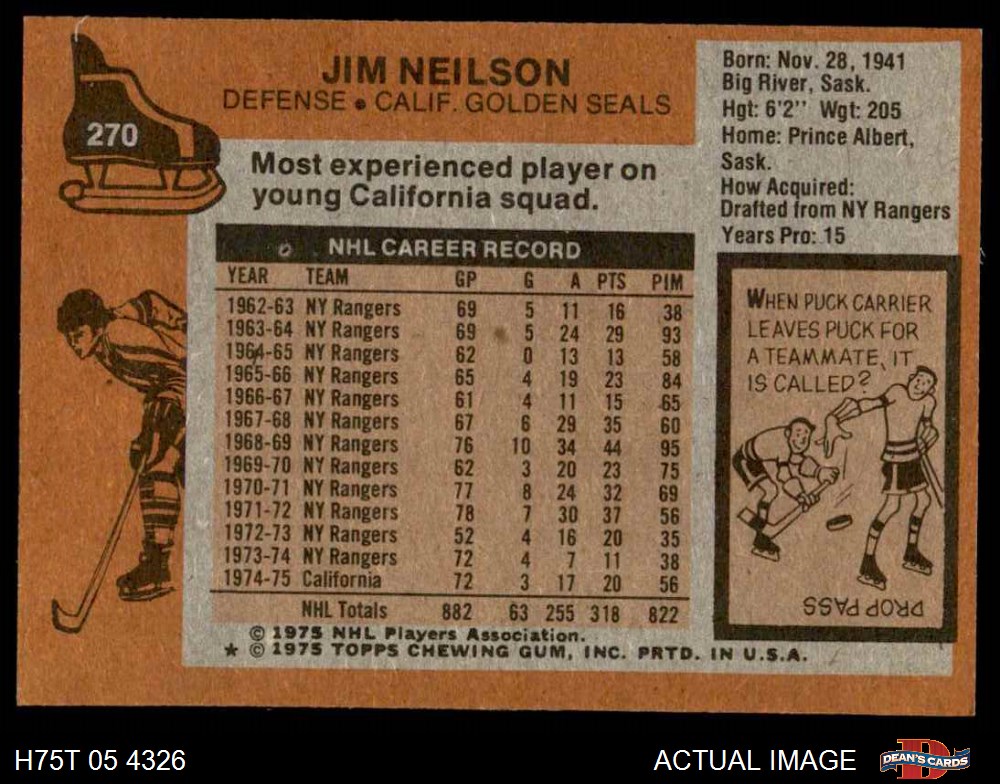 270
JIM NEILSON
DEFENSE • CALIF. GOLDEN SEALS
Most experienced player on
young California squad.
Born: Nov. 28, 1941
Big River, Sask.
Hgt: 6'2" Wgt: 205
Home: Prince Albert,
Sask.
How Acquired:
Drafted from NY Rangers
Years Pro: 15
NHL CAREER RECORD
YEAR TEAM GP G A PTS PIM
1962-63 NY Rangers 69 5 11 16 38
1963-64 NY Rangers 69 5 24 29 93
1964-65 NY Rangers 62 0 13 13 58
1965-66 NY Rangers 65 4 19 23 84
1966-67 NY Rangers 61 4 11 15 65
1967-68 NY Rangers 67 6 29 35 60
1968-69 NY Rangers 76 10 34 44 95
1969-70 NY Rangers 62 3 20 23 75
1970-71 NY Rangers 77 8 24 32 69
1971-72 NY Rangers 78 7 30 37 56
1972-73 NY Rangers 52 4 16 20 35
1973-74 NY Rangers 72 4 7 11 38
1974-75 California 72 3 17 20 56
NHL Totals 882 63 255 318 822
© 1975 NHL Players Association.
★ © 1975 TOPPS CHEWING GUM, INC. PRTD. IN U.S.A.
WHEN PUCK CARRIER
LEAVES PUCK FOR
A TEAMMATE, IT
IS CALLED?
DROP PASS
H75T 05 4326
ACTUAL IMAGE
D
DEAN'S CARDS